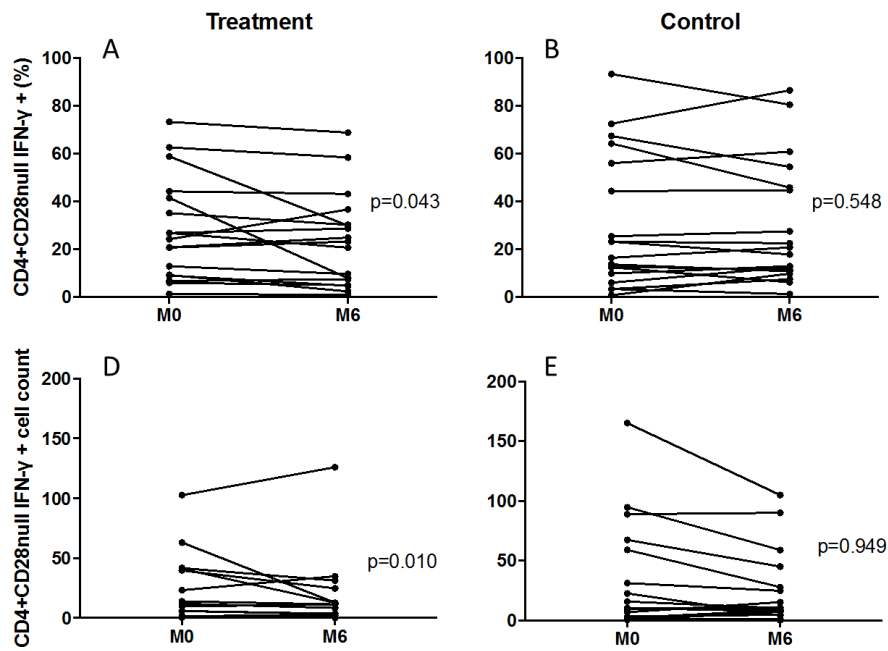 Treatment
Control
A
B
CD4+CD28null IFN-γ + (%)
100
80
60
40
20
0
M0
M6
p=0.043
100
80
60
40
20
0
M0
M6
p=0.548
D
E
CD4+CD28null IFN-γ + cell count
200
150
100
50
0
M0
M6
p=0.010
200
150
100
50
0
M0
M6
p=0.949